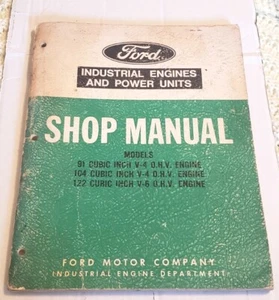 Ford
INDUSTRIAL ENGINES
AND POWER UNITS
SHOP MANUAL
MODELS
91 CUBIC INCH V-4 O.H.V. ENGINE
104 CUBIC INCH V-4 O.H.V. ENGINE
122 CUBIC INCH V-6 O.H.V. ENGINE
FORD MOTOR COMPANY
INDUSTRIAL ENGINE DEPARTMENT